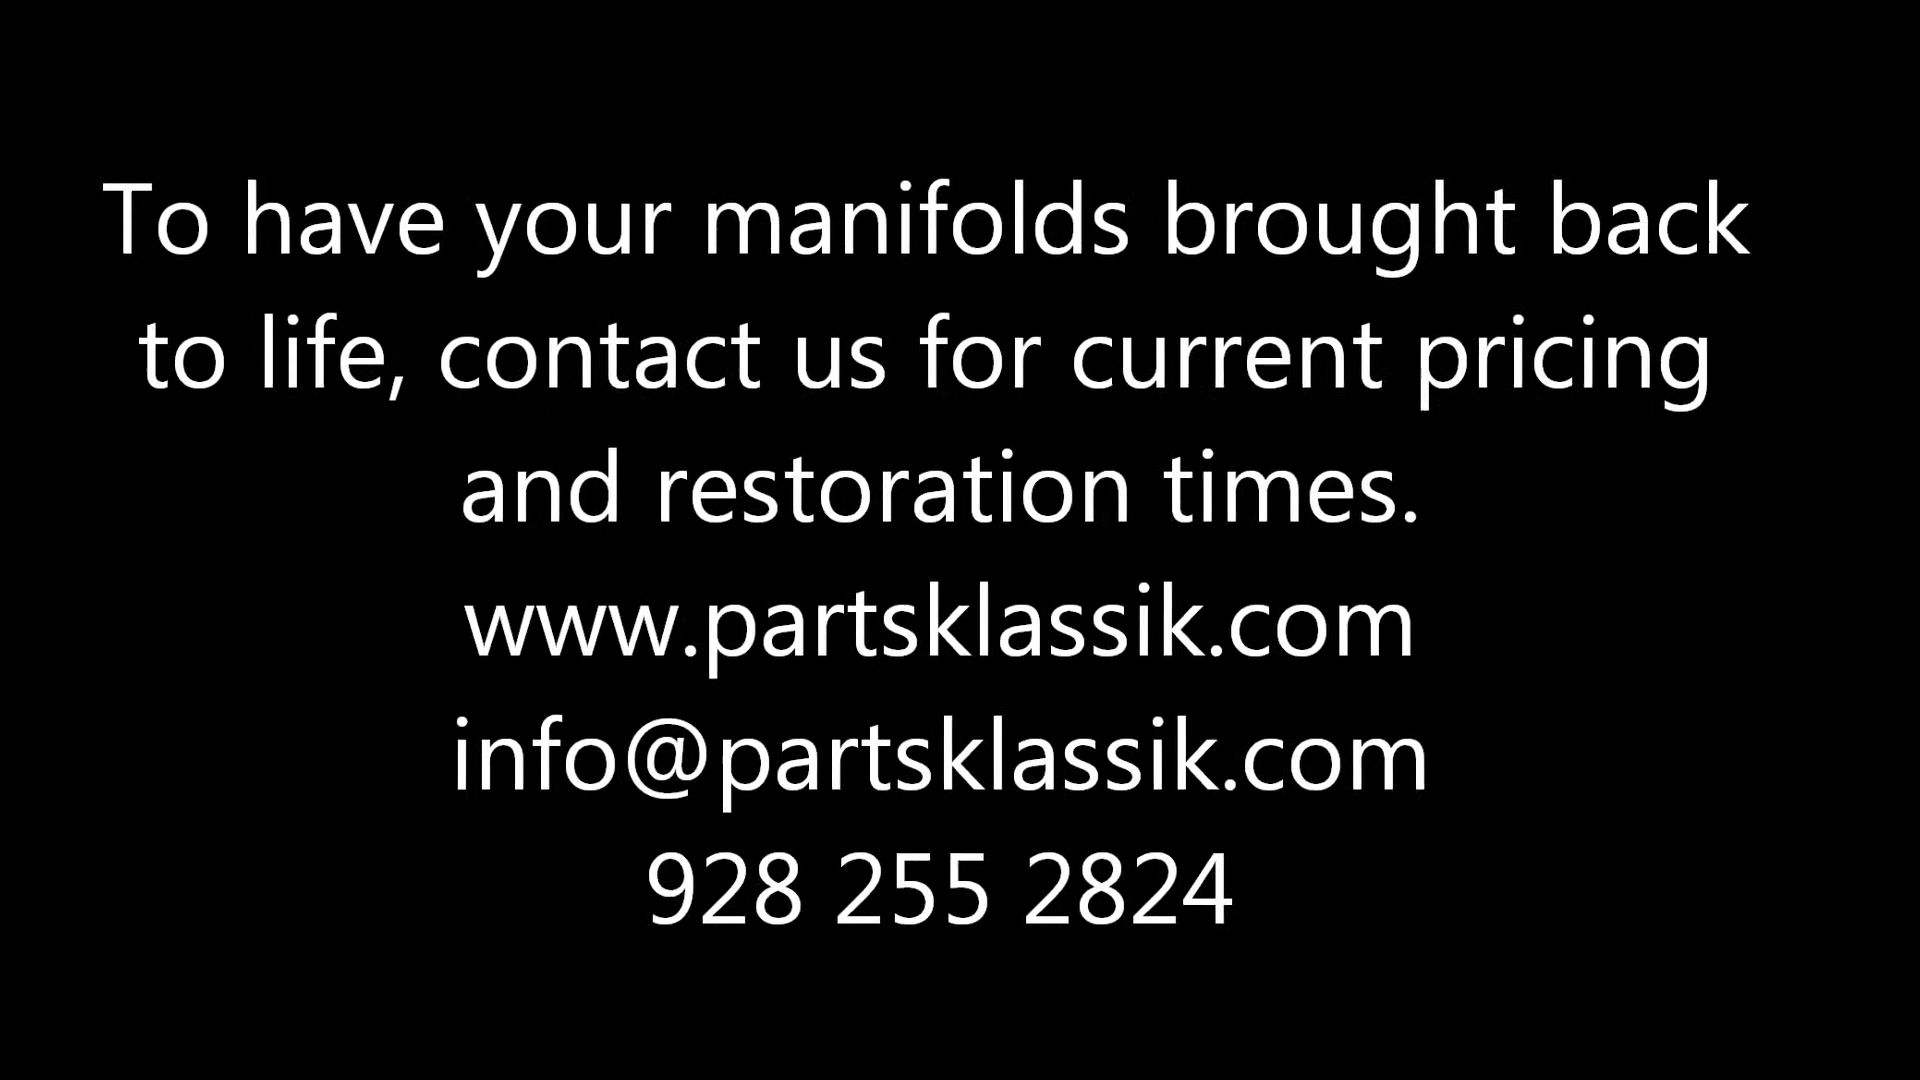 To have your manifolds brought back
to life, contact us for current pricing
and restoration times.
www.partsklassik.com
info@partsklassik.com
928 255 2824